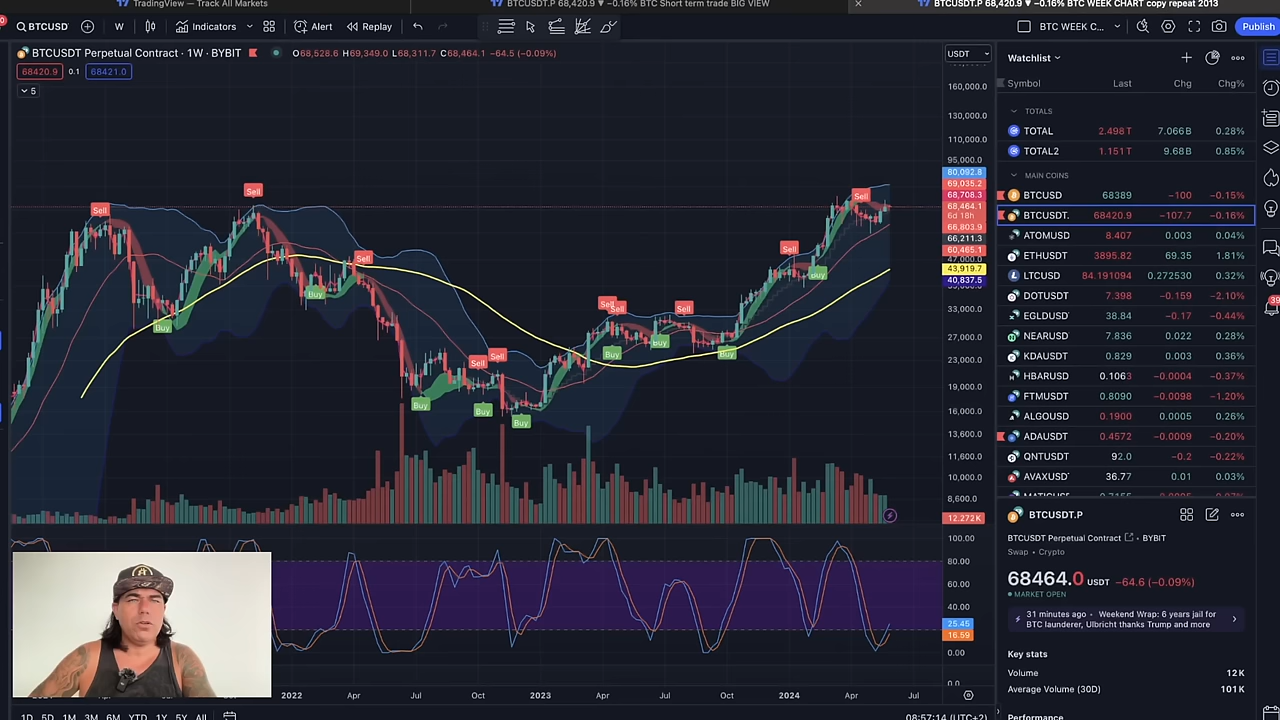 TradingView — Track All Markets
BTCUSDT.P 68,420.9 ▼ −0.16% BTC Short term trade BIG VIEW
BTCUSDT.P 68,420.9 ▼ −0.16% BTC WEEK CHART copy repeat 2013
BTCUSD W Indicators Alert Replay BTC WEEK C... Publish
BTCUSDT Perpetual Contract · 1W · BYBIT O68,528.6 H69,349.0 L68,311.7 C68,464.1 −64.5 (−0.09%)
68420.9 0.1 68421.0
5
USDT
160,000.0
130,000.0
110,000.0
95,000.0
80,092.8
69,035.2
68,708.3
68,464.1
6d 18h
66,803.9
66,211.3
60,465.1
47,000.0
43,919.7
40,837.5
33,000.0
27,000.0
23,000.0
19,000.0
16,000.0
13,600.0
11,600.0
10,000.0
8,600.0
12.272K
100.00
80.00
60.00
40.00
25.45
16.59
0.00
Sell
Sell
Sell
Sell
Sell
Sell
Sell
Sell
Sell
Sell
Buy
Buy
Buy
Buy
Buy
Buy
Buy
Buy
Buy
2022 Apr Jul Oct 2023 Apr Jul Oct 2024 Apr Jul
1D 5D 1M 3M 6M YTD 1Y 5Y All
08:57:14 (UTC+2)
Watchlist
Symbol Last Chg Chg%
TOTALS
TOTAL 2.498 T 7.066B 0.28%
TOTAL2 1.151 T 9.68B 0.85%
MAIN COINS
BTCUSD 68389 −100 −0.15%
BTCUSDT. 68420.9 −107.7 −0.16%
ATOMUSD 8.407 0.003 0.04%
ETHUSDT 3895.82 69.35 1.81%
LTCUSD 84.191094 0.272530 0.32%
DOTUSDT 7.398 −0.159 −2.10%
EGLDUSD 38.84 −0.17 −0.44%
NEARUSD 7.836 0.022 0.28%
KDAUSDT 0.829 0.003 0.36%
HBARUSD 0.1063 −0.0004 −0.37%
FTMUSDT 0.8090 −0.0098 −1.20%
ALGOUSD 0.1900 0.0005 0.26%
ADAUSDT 0.4572 −0.0009 −0.20%
QNTUSDT 92.0 −0.2 −0.22%
AVAXUSD 36.77 0.01 0.03%
BTCUSDT.P
BTCUSDT Perpetual Contract · BYBIT
Swap • Crypto
68464.0 USDT −64.6 (−0.09%)
MARKET OPEN
31 minutes ago • Weekend Wrap: 6 years jail for
BTC launderer, Ulbricht thanks Trump and more
Key stats
Volume 12K
Average Volume (30D) 101K
Performance